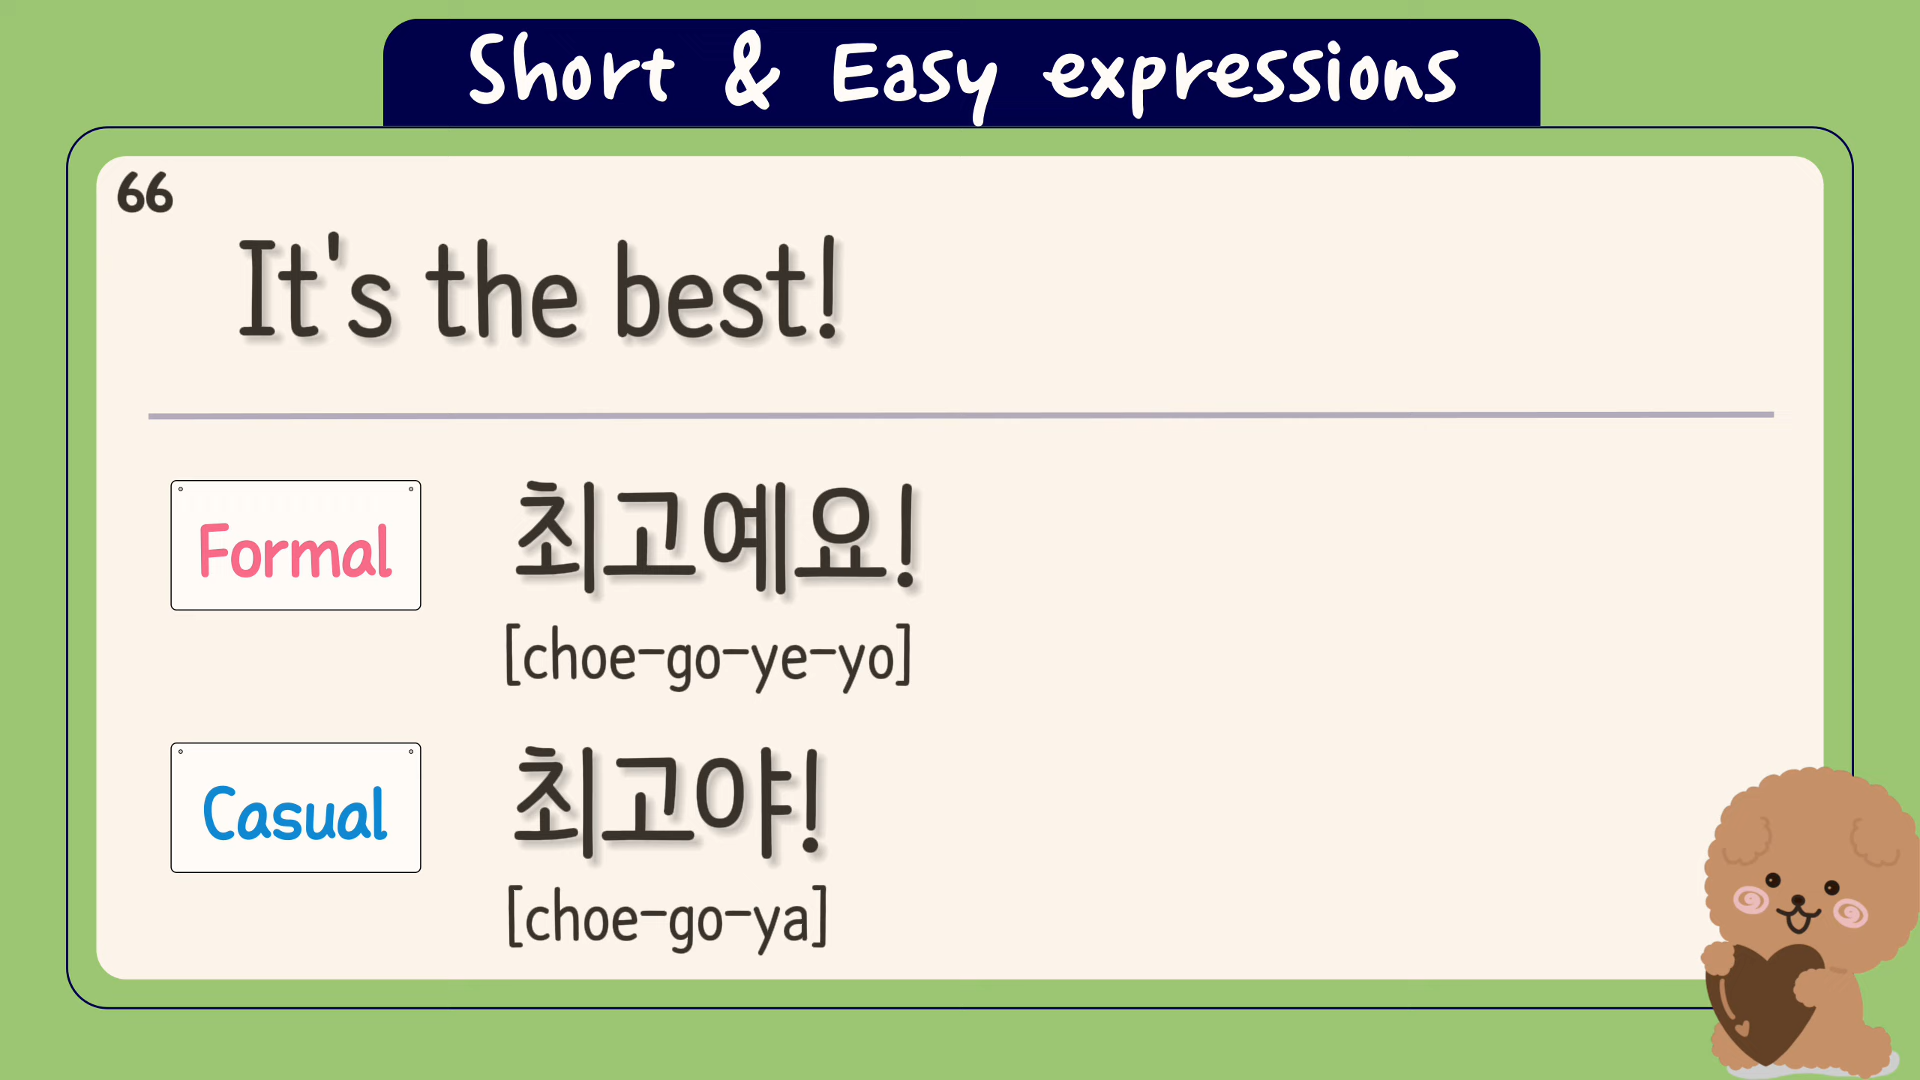 Short & Easy expressions
“
It's the best!
Formal
최고예요!
[choe-go-ye-yo]
Casual
최고야!
[choe-go-ya]